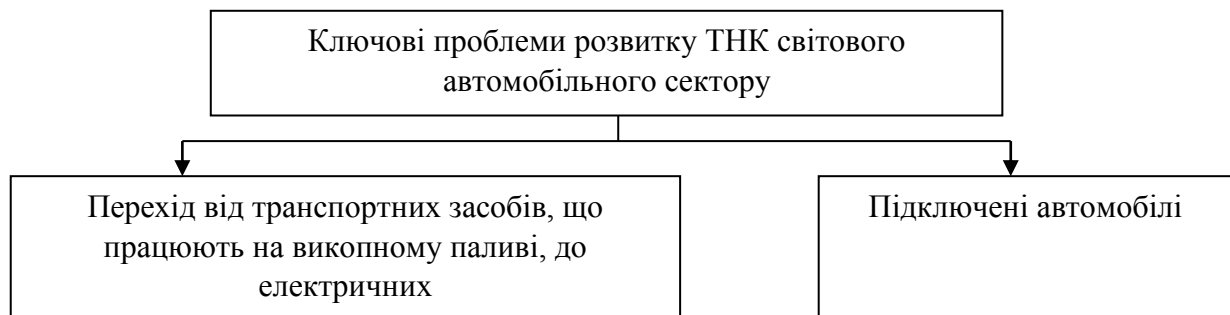 Ключові проблеми розвитку ТНК світового
автомобільного сектору
Перехід від транспортних засобів, що
працюють на викопному паливі, до
електричних
Підключені автомобілі